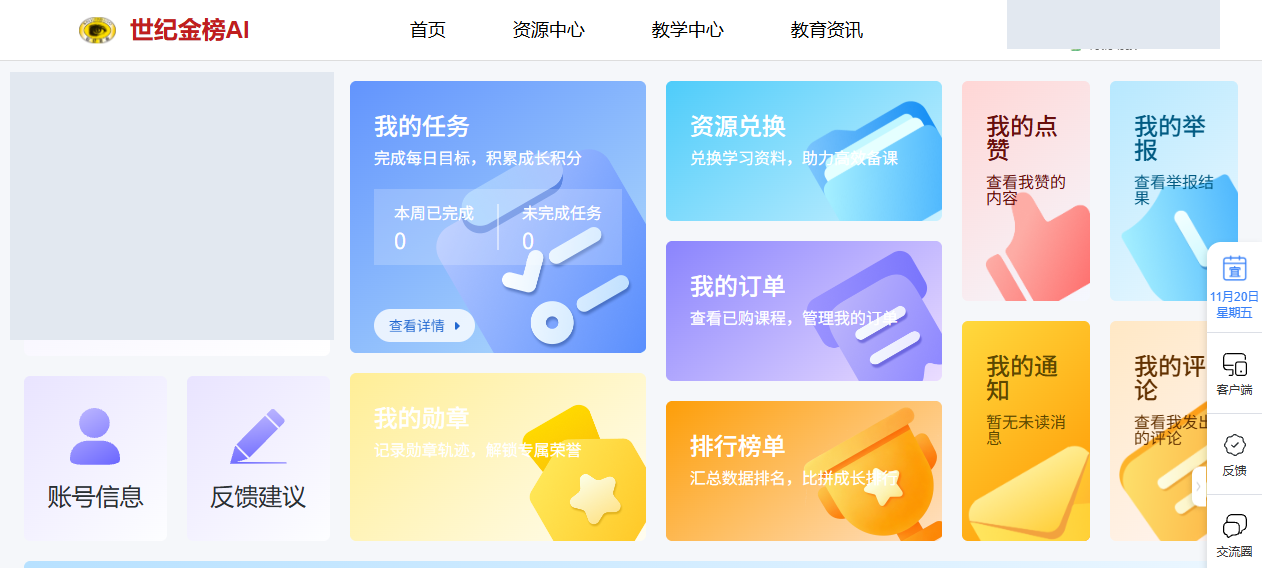 世纪金榜AI
首页
资源中心
教学中心
教育资讯
我的任务
完成每日目标，积累成长积分
本周已完成
0
未完成任务
0
查看详情
资源兑换
兑换学习资料，助力高效备课
我的点
赞
查看我赞的
内容
我的举
报
查看举报结
果
我的订单
查看已购课程，管理我的订单
宜
11月20日
星期五
账号信息
反馈建议
我的勋章
记录勋章轨迹，解锁专属荣誉
排行榜单
汇总数据排名，比拼成长排行
我的通
知
暂无未读消
息
我的评
论
查看我发出
的评论
客户端
反馈
交流圈